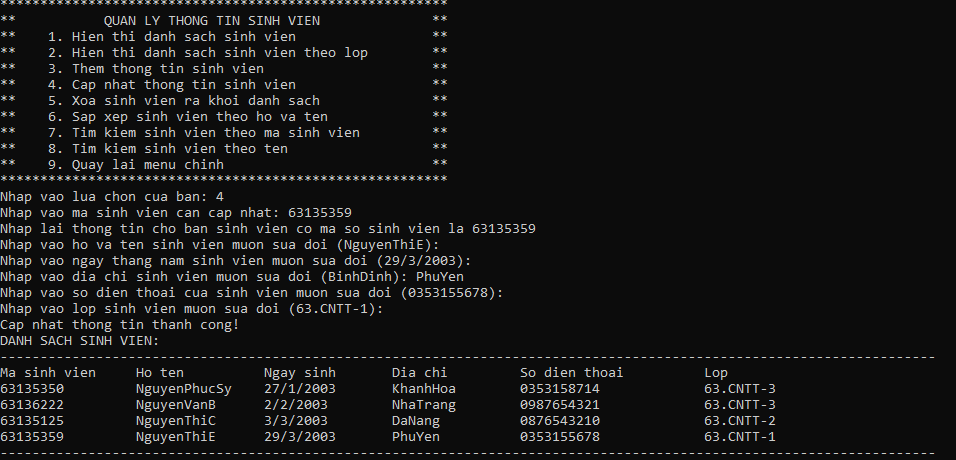 ********************************************************
** QUAN LY THONG TIN SINH VIEN **
** 1. Hien thi danh sach sinh vien **
** 2. Hien thi danh sach sinh vien theo lop **
** 3. Them thong tin sinh vien **
** 4. Cap nhat thong tin sinh vien **
** 5. Xoa sinh vien ra khoi danh sach **
** 6. Sap xep sinh vien theo ho va ten **
** 7. Tim kiem sinh vien theo ma sinh vien **
** 8. Tim kiem sinh vien theo ten **
** 9. Quay lai menu chinh **
********************************************************
Nhap vao lua chon cua ban: 4
Nhap vao ma sinh vien can cap nhat: 63135359
Nhap lai thong tin cho ban sinh vien co ma so sinh vien la 63135359
Nhap vao ho va ten sinh vien muon sua doi (NguyenThiE):
Nhap vao ngay thang nam sinh vien muon sua doi (29/3/2003):
Nhap vao dia chi sinh vien muon sua doi (BinhDinh): PhuYen
Nhap vao so dien thoai cua sinh vien muon sua doi (0353155678):
Nhap vao lop sinh vien muon sua doi (63.CNTT-1):
Cap nhat thong tin thanh cong!
DANH SACH SINH VIEN:
---------------------------------------------------------------------------------------------------------------------
Ma sinh vien Ho ten Ngay sinh Dia chi So dien thoai Lop
63135350 NguyenPhucSy 27/1/2003 KhanhHoa 0353158714 63.CNTT-3
63136222 NguyenVanB 2/2/2003 NhaTrang 0987654321 63.CNTT-3
63135125 NguyenThiC 3/3/2003 DaNang 0876543210 63.CNTT-2
63135359 NguyenThiE 29/3/2003 PhuYen 0353155678 63.CNTT-1
---------------------------------------------------------------------------------------------------------------------